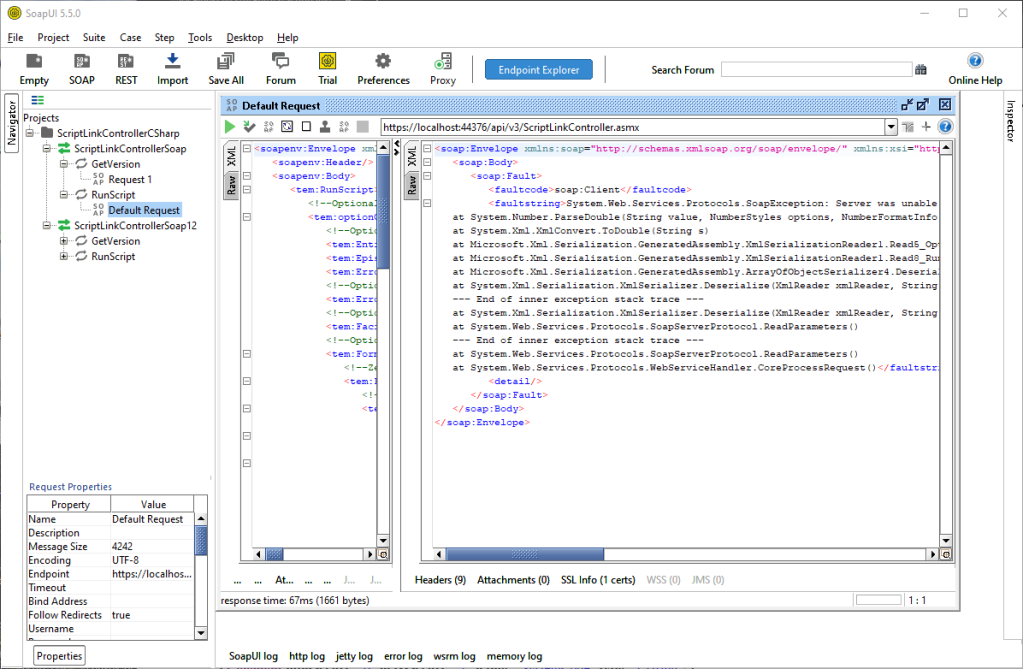 SoapUI 5.5.0
File Project Suite Case Step Tools Desktop Help
Empty SOAP REST Import Save All Forum Trial Preferences Proxy Endpoint Explorer Search Forum Online Help
Navigator
Projects
ScriptLinkControllerCSharp
ScriptLinkControllerSoap
GetVersion
Request 1
RunScript
Default Request
ScriptLinkControllerSoap12
GetVersion
RunScript
Request Properties
Property Value
Name Default Request
Description
Message Size 4242
Encoding UTF-8
Endpoint https://localhos...
Timeout
Bind Address
Follow Redirects true
Username
Properties
Default Request
https://localhost:44376/api/v3/ScriptLinkController.asmx
XML
Raw
<soapenv:Envelope xml
<soapenv:Header/>
<soapenv:Body>
<tem:RunScript>
<tem:optionO
<!--Optional
<tem:Enti
<tem:Epis
<tem:Erro
<!--Optio
<tem:Erro
<!--Optio
<tem:Faci
<!--Optio
<tem:Form
<!--Ze
<tem:F
<!-
<te
XML
Raw
<soap:Envelope xmlns:soap="http://schemas.xmlsoap.org/soap/envelope/" xmlns:xsi="http
<soap:Body>
<soap:Fault>
<faultcode>soap:Client</faultcode>
<faultstring>System.Web.Services.Protocols.SoapException: Server was unable
at System.Number.ParseDouble(String value, NumberStyles options, NumberFormatInfo
at System.Xml.XmlConvert.ToDouble(String s)
at Microsoft.Xml.Serialization.GeneratedAssembly.XmlSerializationReader1.Read5_Op
at Microsoft.Xml.Serialization.GeneratedAssembly.XmlSerializationReader1.Read8_Ru
at Microsoft.Xml.Serialization.GeneratedAssembly.ArrayOfObjectSerializer4.Deseria
at System.Xml.Serialization.XmlSerializer.Deserialize(XmlReader xmlReader, String
--- End of inner exception stack trace ---
at System.Xml.Serialization.XmlSerializer.Deserialize(XmlReader xmlReader, String
at System.Web.Services.Protocols.SoapServerProtocol.ReadParameters()
--- End of inner exception stack trace ---
at System.Web.Services.Protocols.SoapServerProtocol.ReadParameters()
at System.Web.Services.Protocols.WebServiceHandler.CoreProcessRequest()</faultstri
<detail/>
</soap:Fault>
</soap:Body>
</soap:Envelope>
... ... At... ... ... J... J...
Headers (9) Attachments (0) SSL Info (1 certs) WSS (0) JMS (0)
response time: 67ms (1661 bytes)
1 : 1
Inspector
SoapUI log http log jetty log error log wsrm log memory log